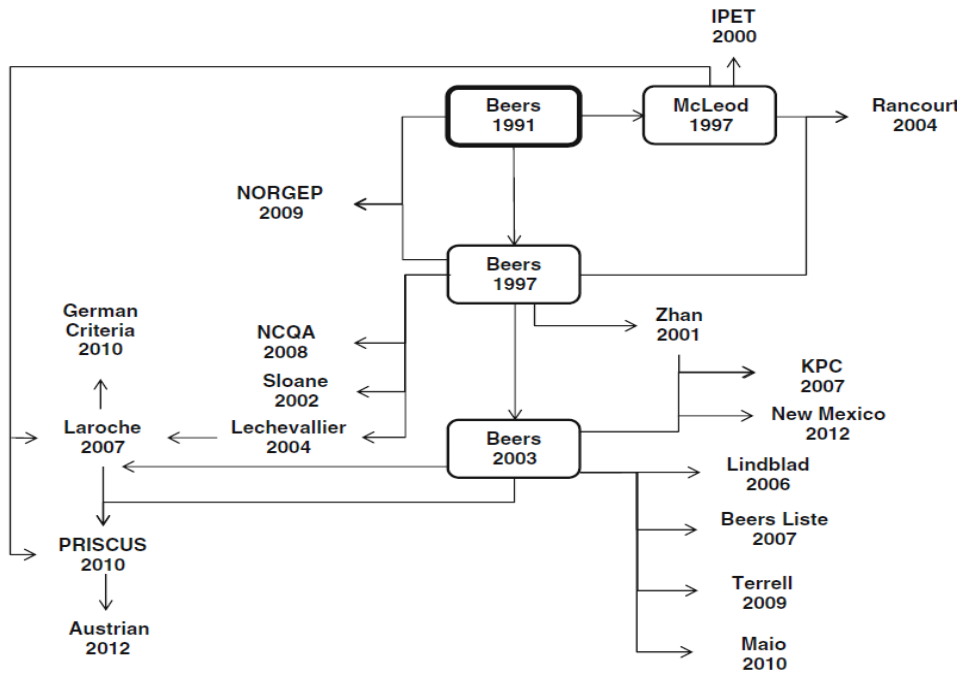 IPET
2000
Beers
1991
McLeod
1997
Rancourt
2004
NORGEP
2009
Beers
1997
German
Criteria
2010
NCQA
2008
Zhan
2001
Sloane
2002
KPC
2007
Laroche
2007
Lechevallier
2004
Beers
2003
New Mexico
2012
Lindblad
2006
Beers Liste
2007
PRISCUS
2010
Terrell
2009
Austrian
2012
Maio
2010